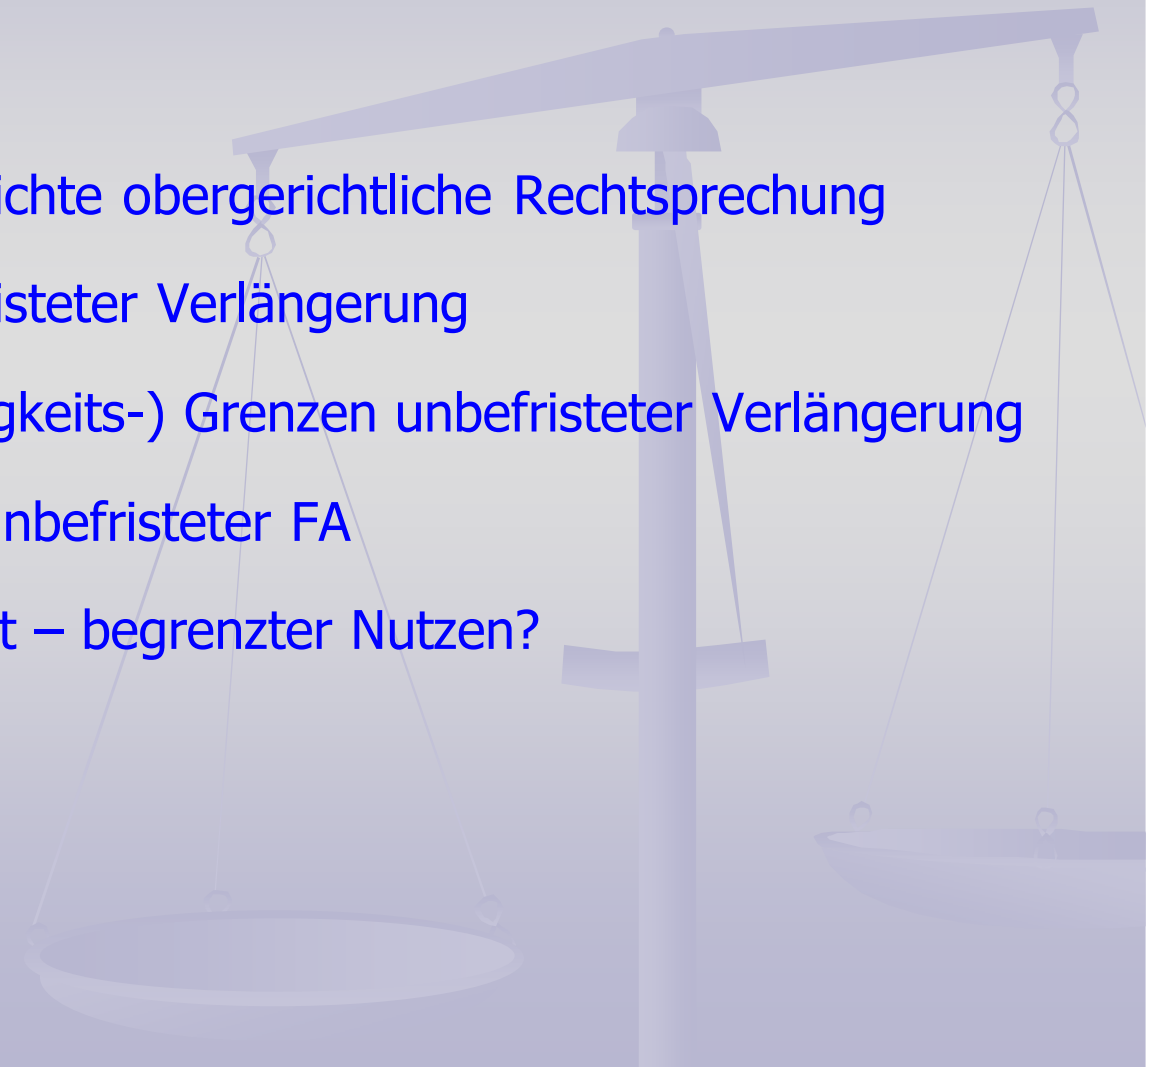 ichte obergerichtliche Rechtsprechung
isteter Verlängerung
gkeits-) Grenzen unbefristeter Verlängerung
nbefristeter FA
t – begrenzter Nutzen?